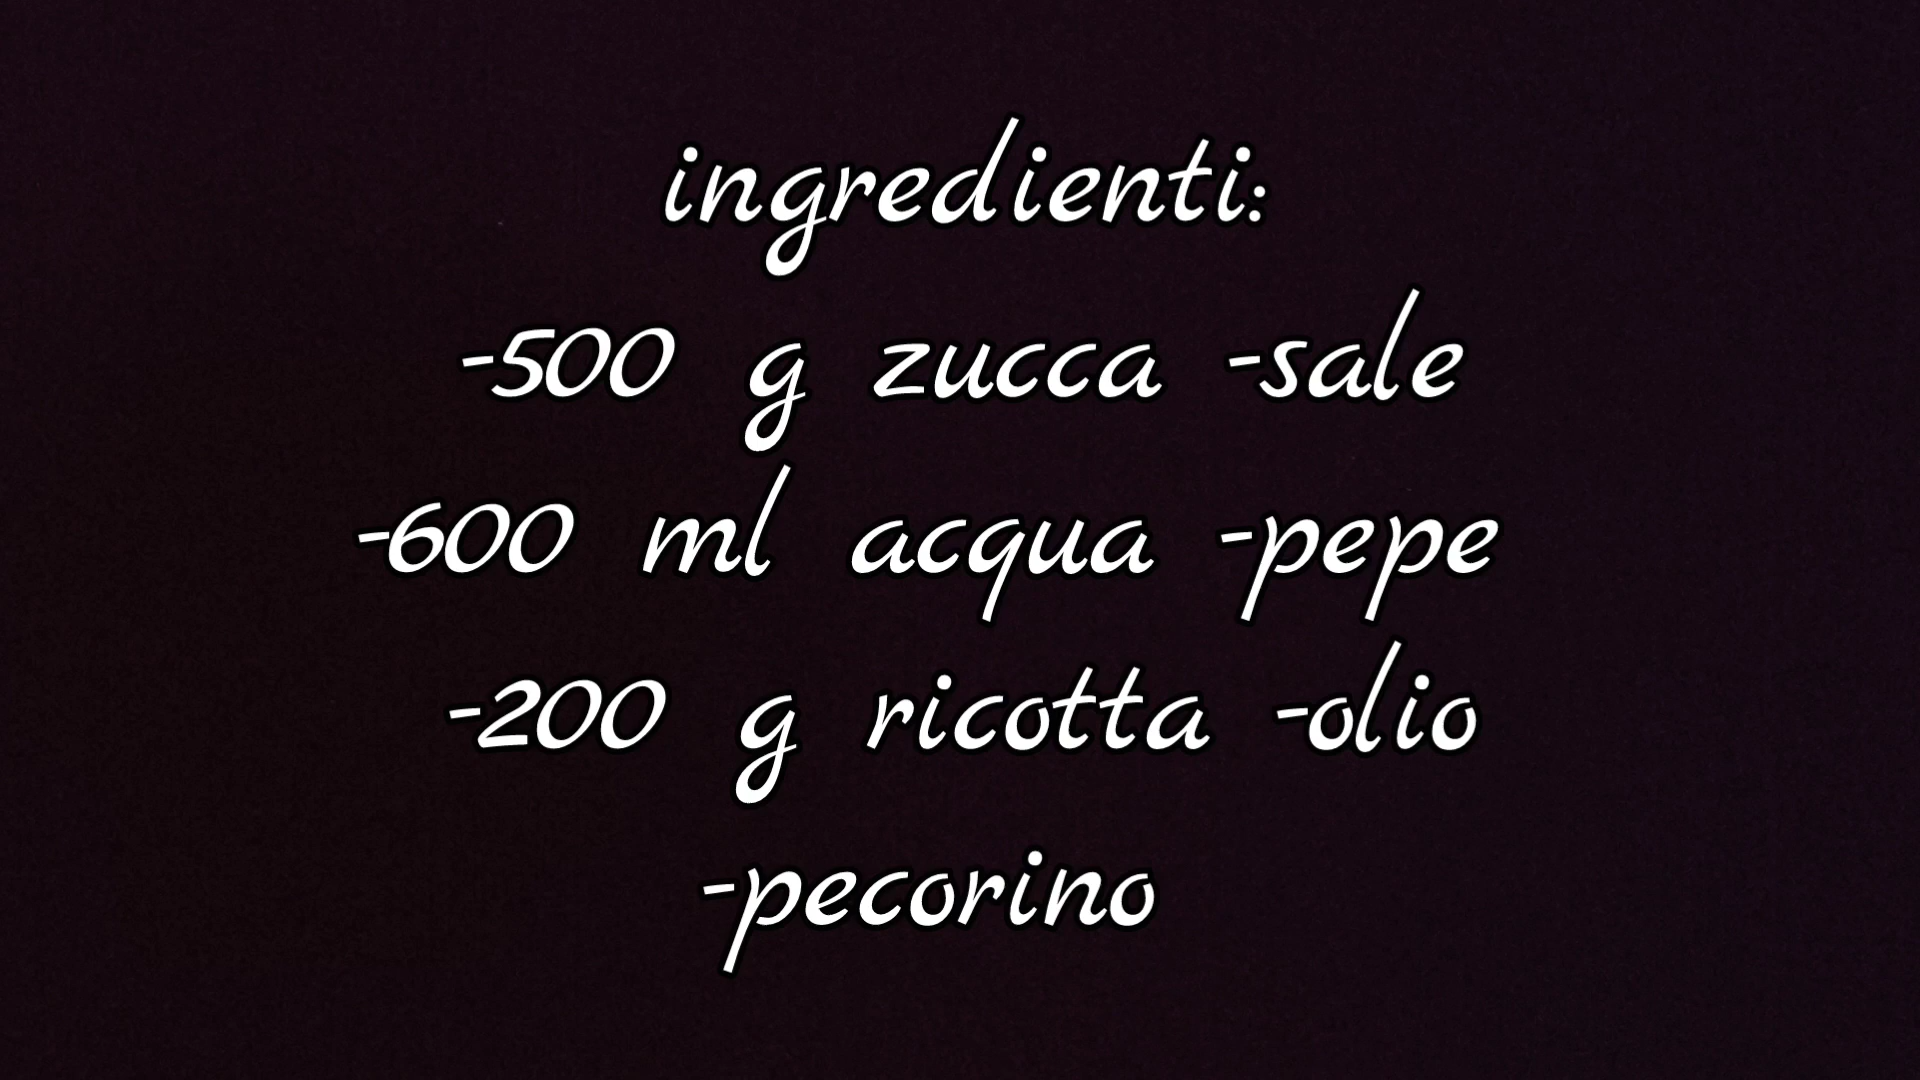 ingredienti:
-500 g zucca -sale
-600 ml acqua -pepe
-200 g ricotta -olio
-pecorino